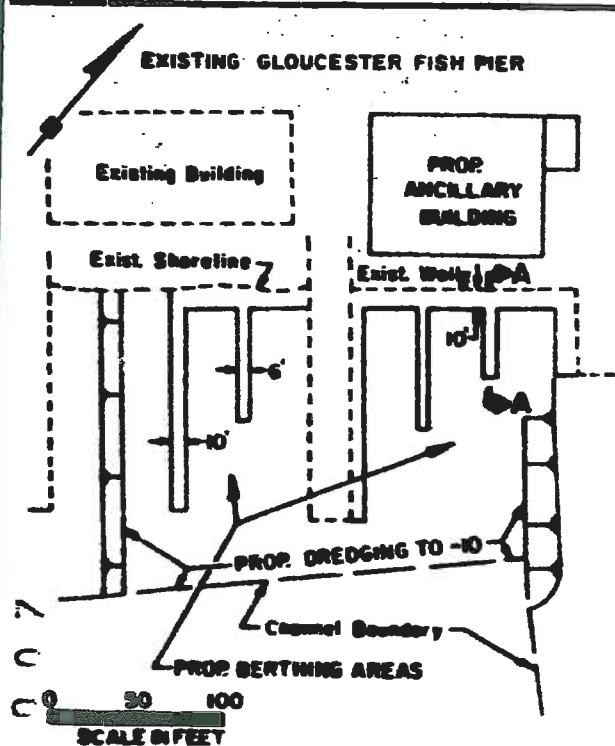 EXISTING GLOUCESTER FISH PIER
Existing Building
PROP.
ANCILLARY
BUILDING
Exist. Shoreline
Exist. Wall
A
10'
6'
A
10'
PROP. DREDGING TO -10
Channel Boundary
PROP. BERTHING AREAS
0 50 100
SCALE IN FEET